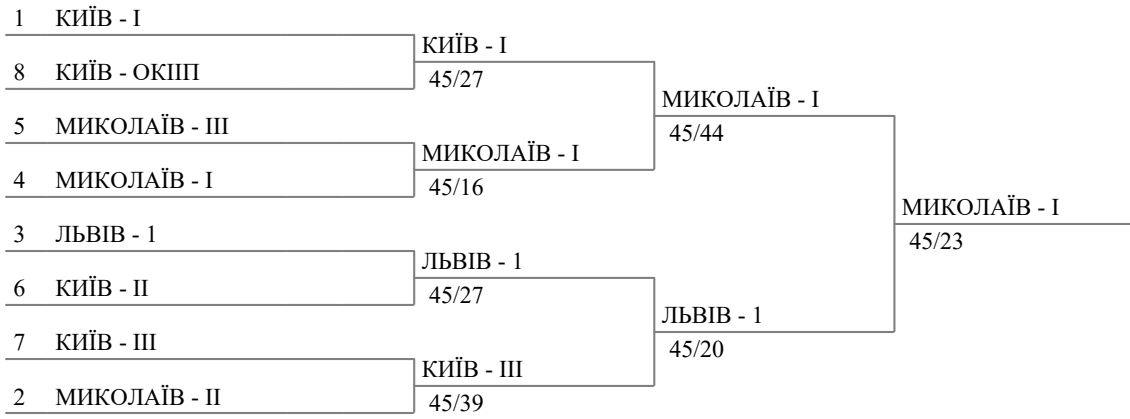 1 КИЇВ - I
8 КИЇВ - ОКІІП
5 МИКОЛАЇВ - III
4 МИКОЛАЇВ - I
3 ЛЬВІВ - 1
6 КИЇВ - II
7 КИЇВ - III
2 МИКОЛАЇВ - II
КИЇВ - I
45/27
МИКОЛАЇВ - I
45/16
ЛЬВІВ - 1
45/27
КИЇВ - III
45/39
МИКОЛАЇВ - I
45/44
ЛЬВІВ - 1
45/20
МИКОЛАЇВ - I
45/23